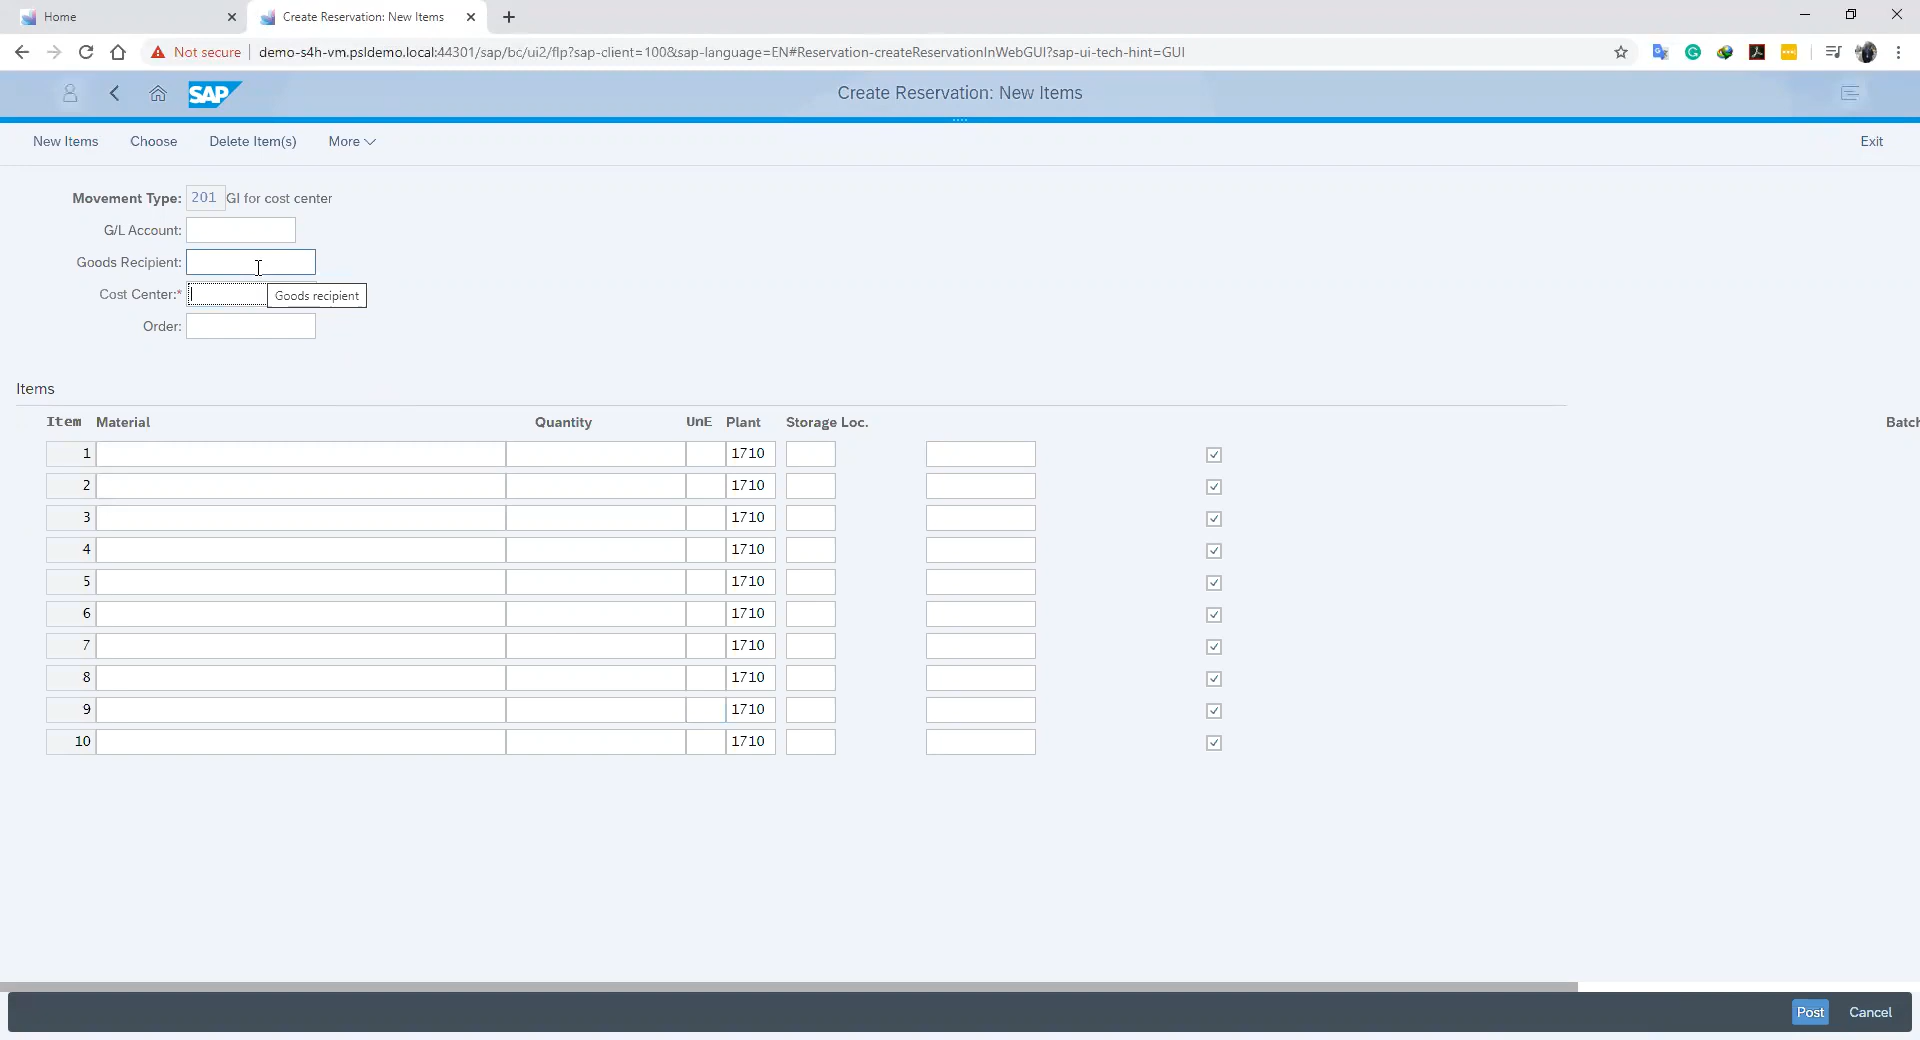 Home
Create Reservation: New Items
Not secure
demo-s4h-vm.psldemo.local:44301/sap/bc/ui2/flp?sap-client=100&sap-language=EN#Reservation-createReservationInWebGUI?sap-ui-tech-hint=GUI
SAP
Create Reservation: New Items
New Items Choose Delete Item(s) More Exit
Movement Type: 201 GI for cost center
G/L Account:
Goods Recipient:
Cost Center:*
Goods recipient
Order:
Items
Item Material Quantity UnE Plant Storage Loc. Batch
1 1710
2 1710
3 1710
4 1710
5 1710
6 1710
7 1710
8 1710
9 1710
10 1710
Post Cancel